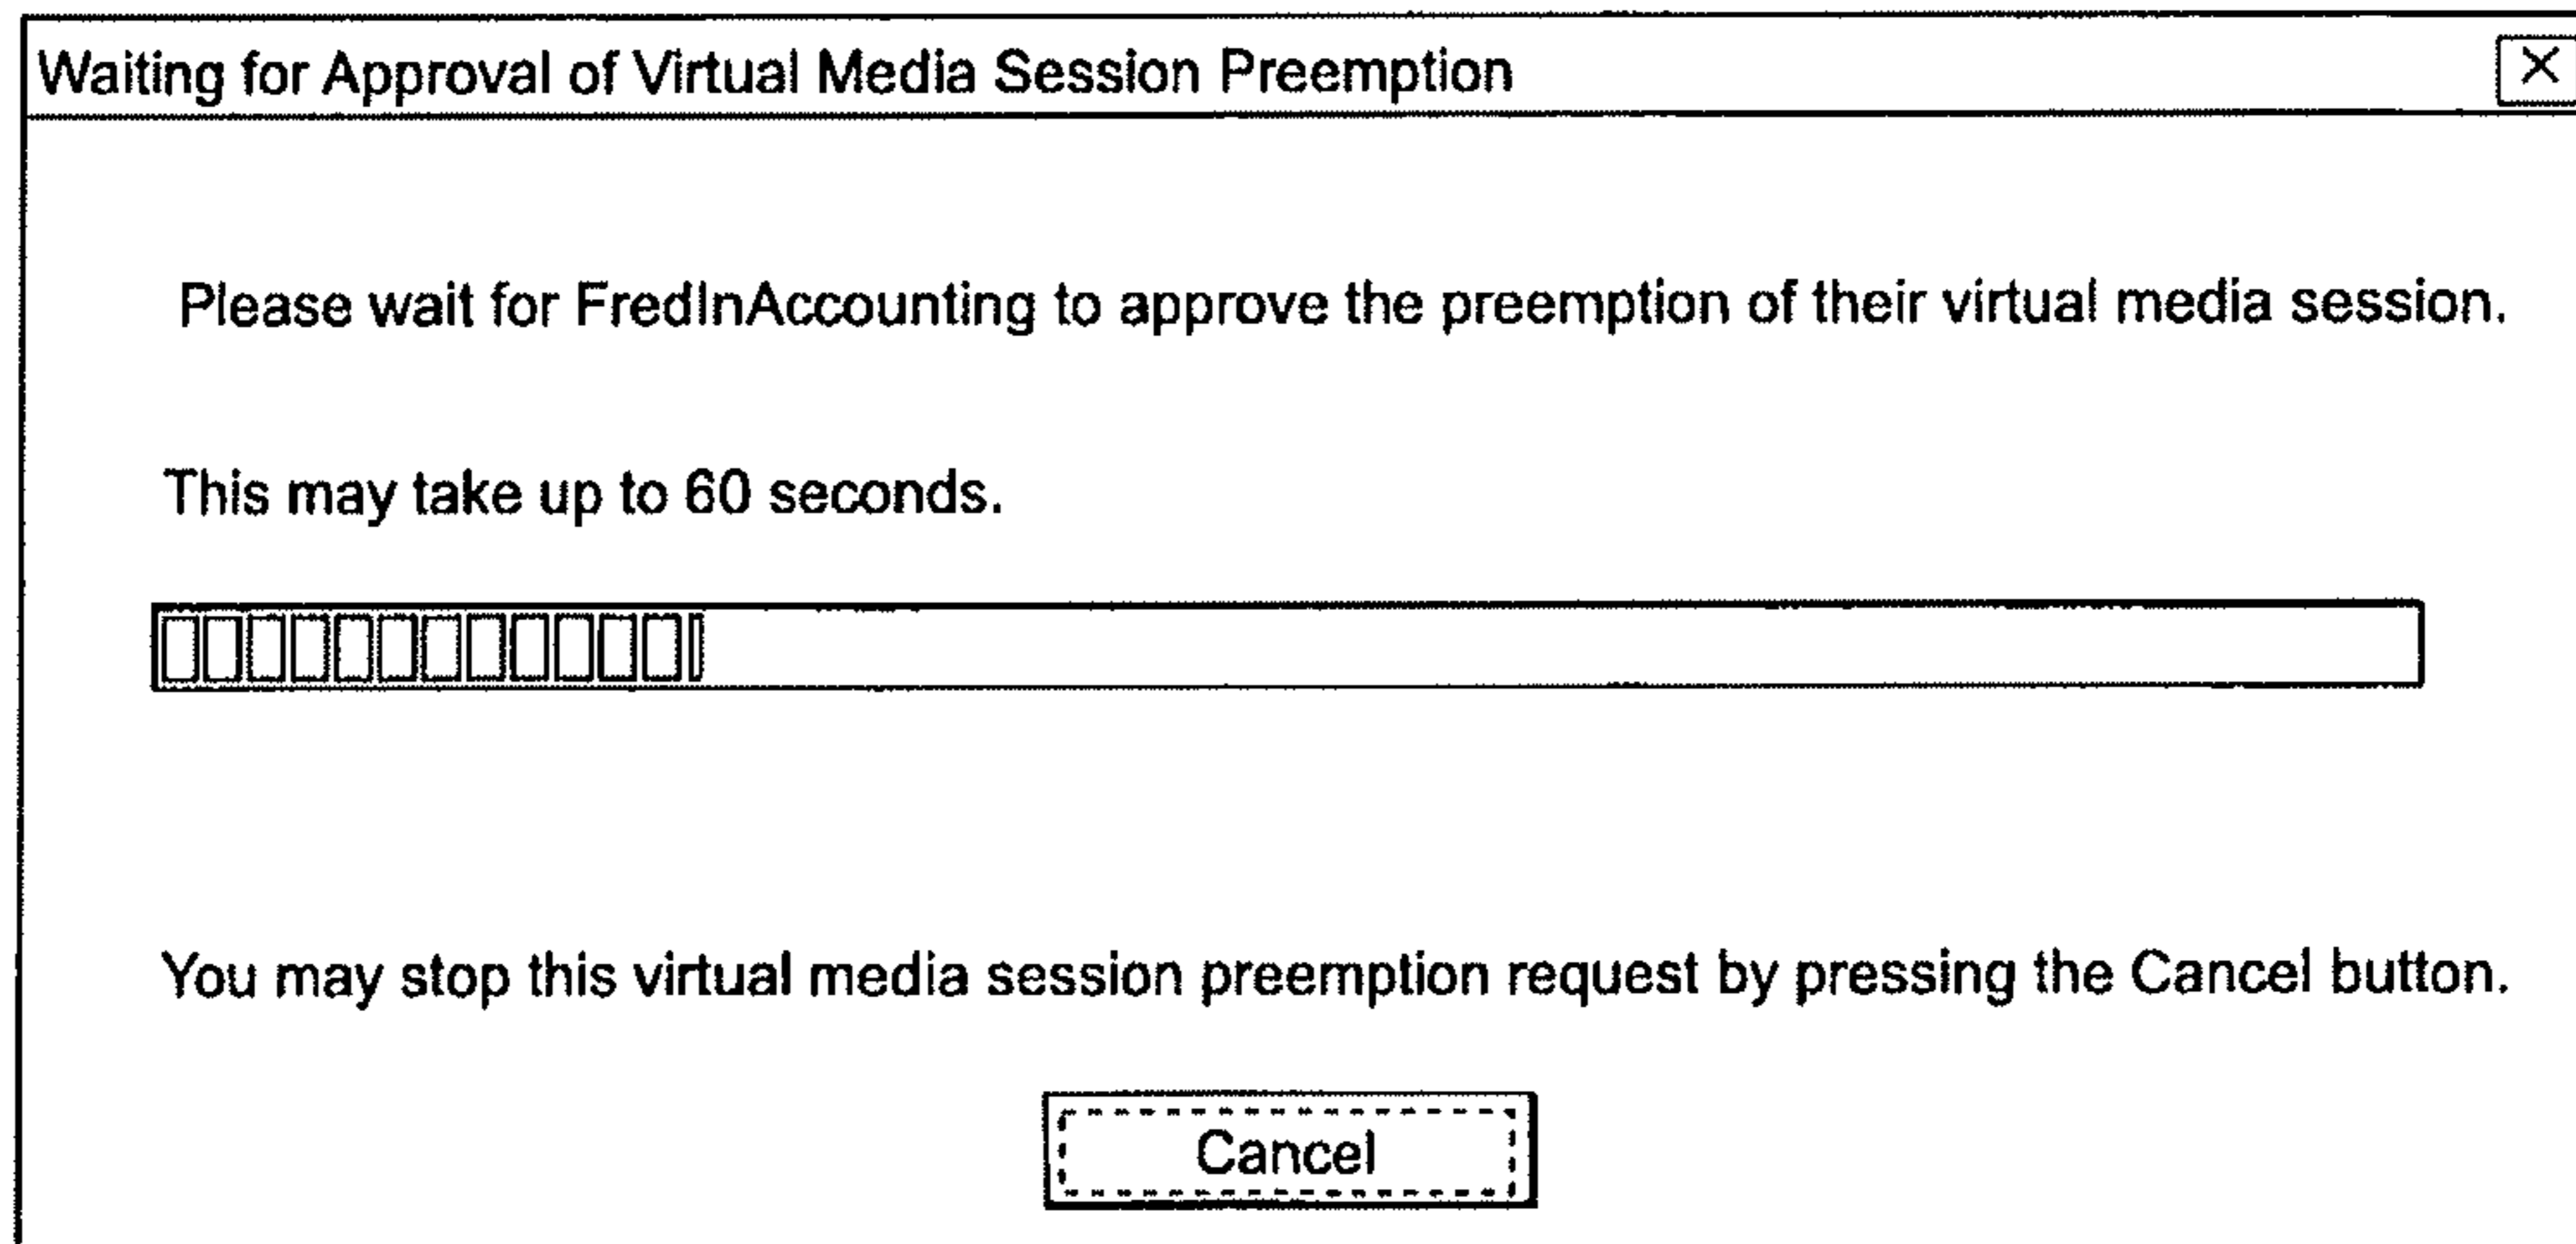 Waiting for Approval of Virtual Media Session Preemption
Please wait for FredInAccounting to approve the preemption of their virtual media session.
This may take up to 60 seconds.
You may stop this virtual media session preemption request by pressing the Cancel button.
Cancel